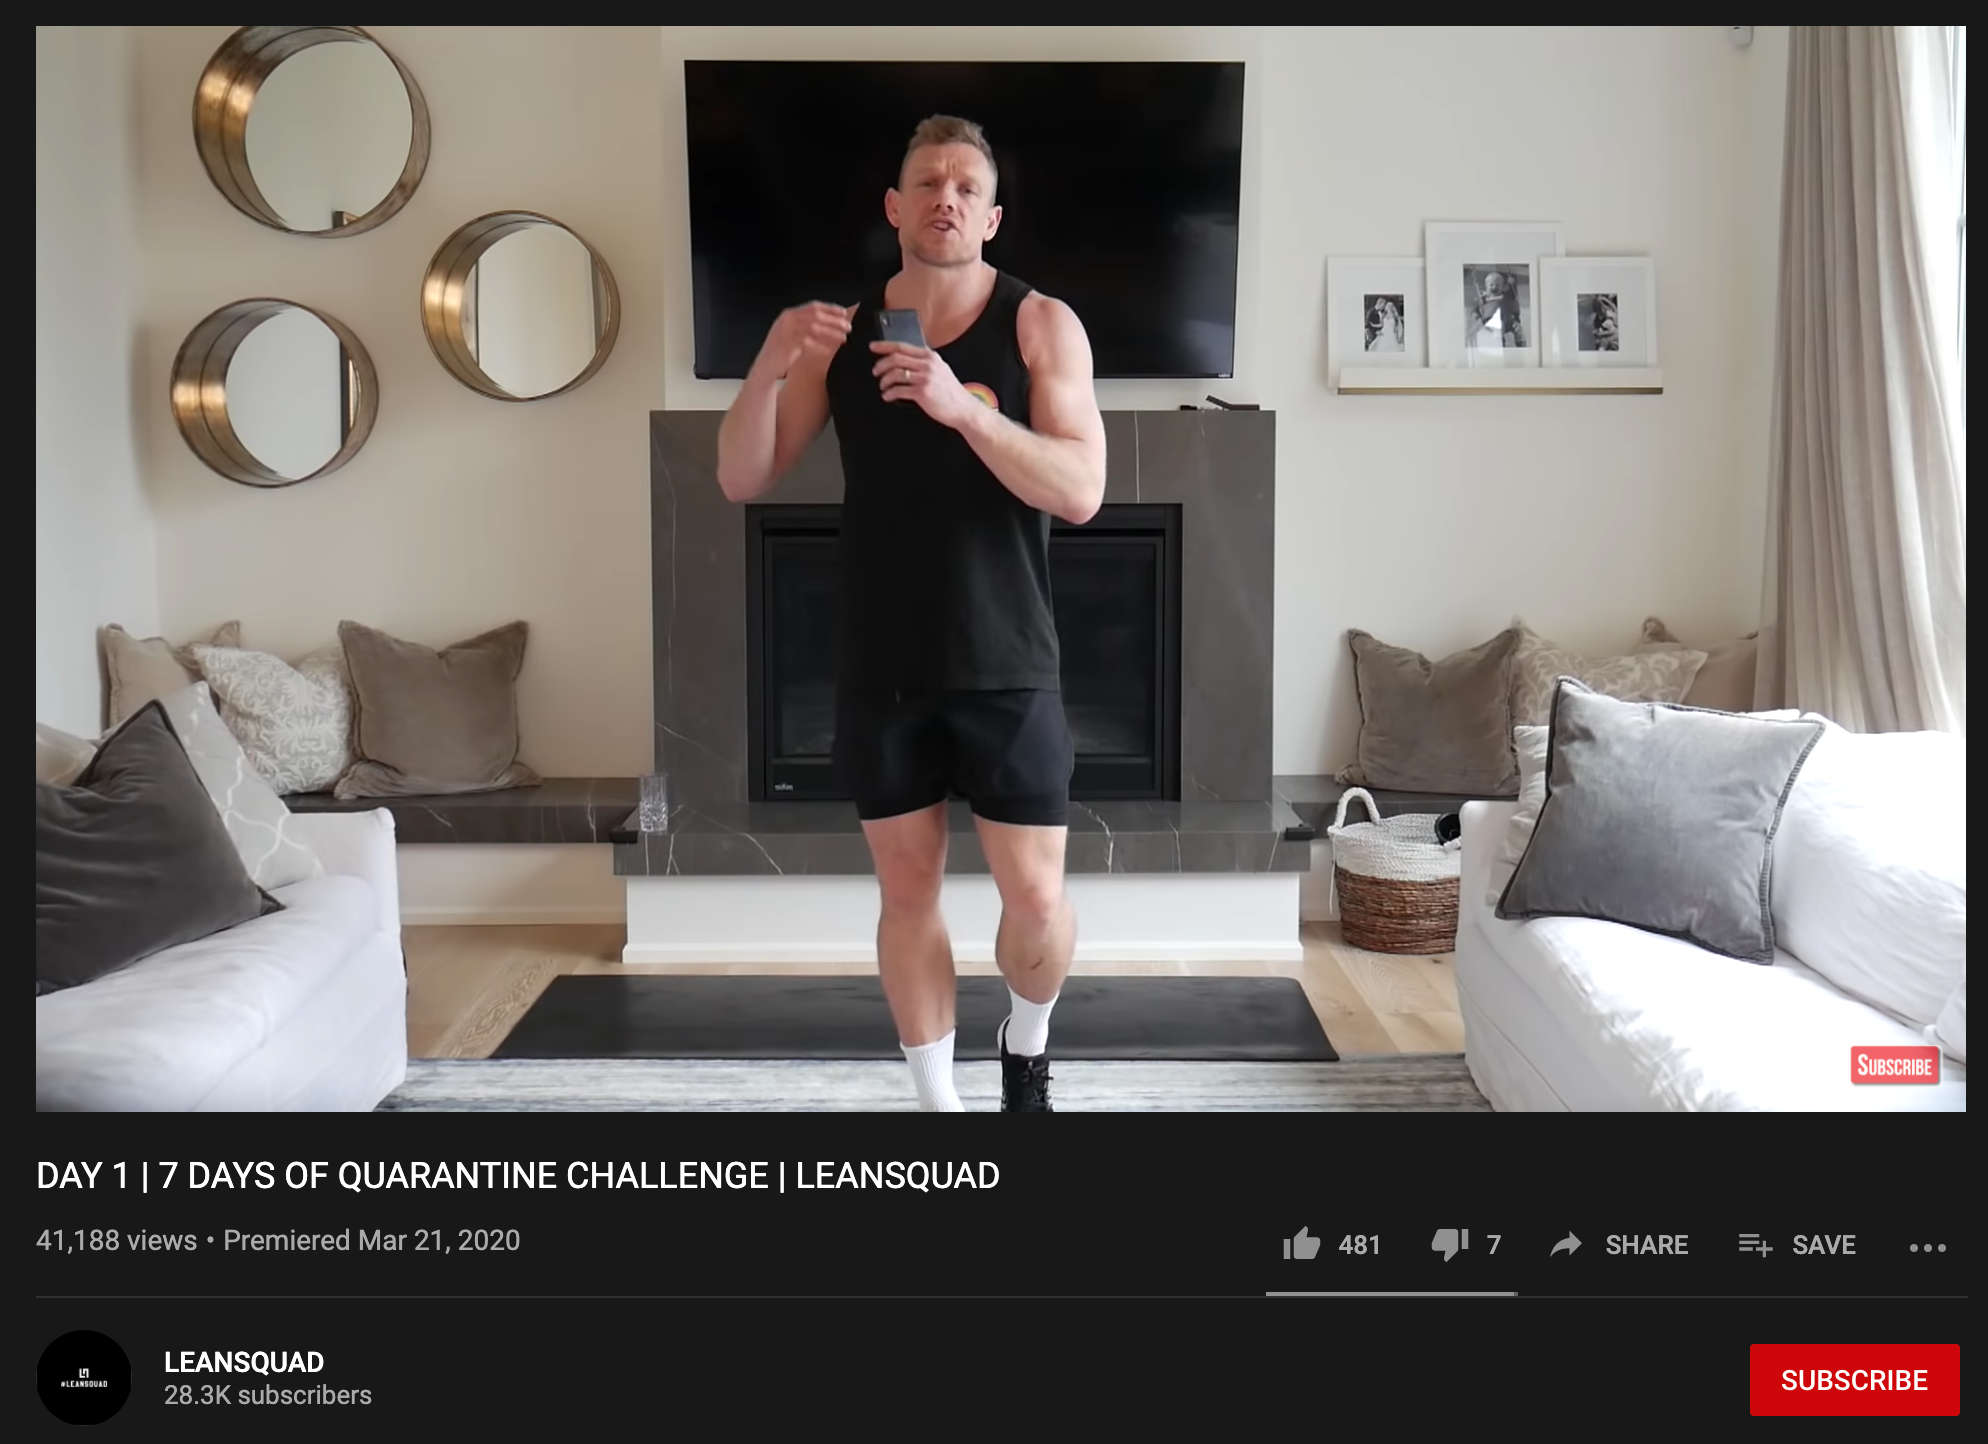 SUBSCRIBE
DAY 1 | 7 DAYS OF QUARANTINE CHALLENGE | LEANSQUAD
41,188 views • Premiered Mar 21, 2020
481 7 SHARE SAVE
#LEANSQUAD
LEANSQUAD
28.3K subscribers
SUBSCRIBE